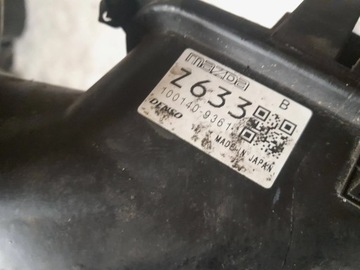 mazda
Z633
B
100140-9361
DENSO
MADE IN JAPAN